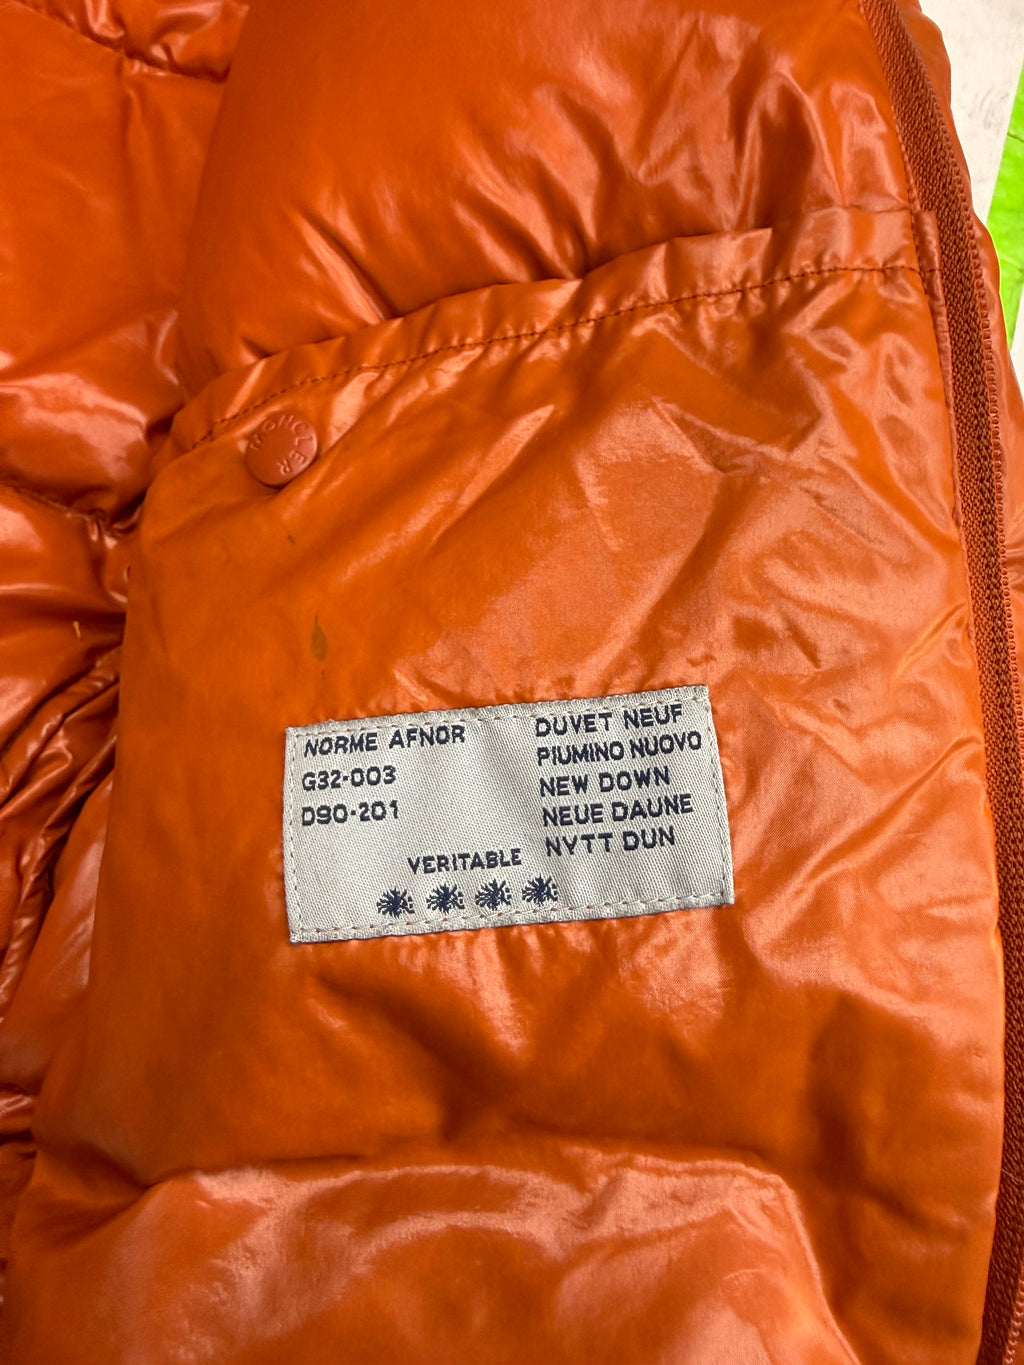 MONCLER
NORME AFNOR
G32-003
D90-201
DUVET NEUF
PIUMINO NUOVO
NEW DOWN
NEUE DAUNE
NYTT DUN
VERITABLE